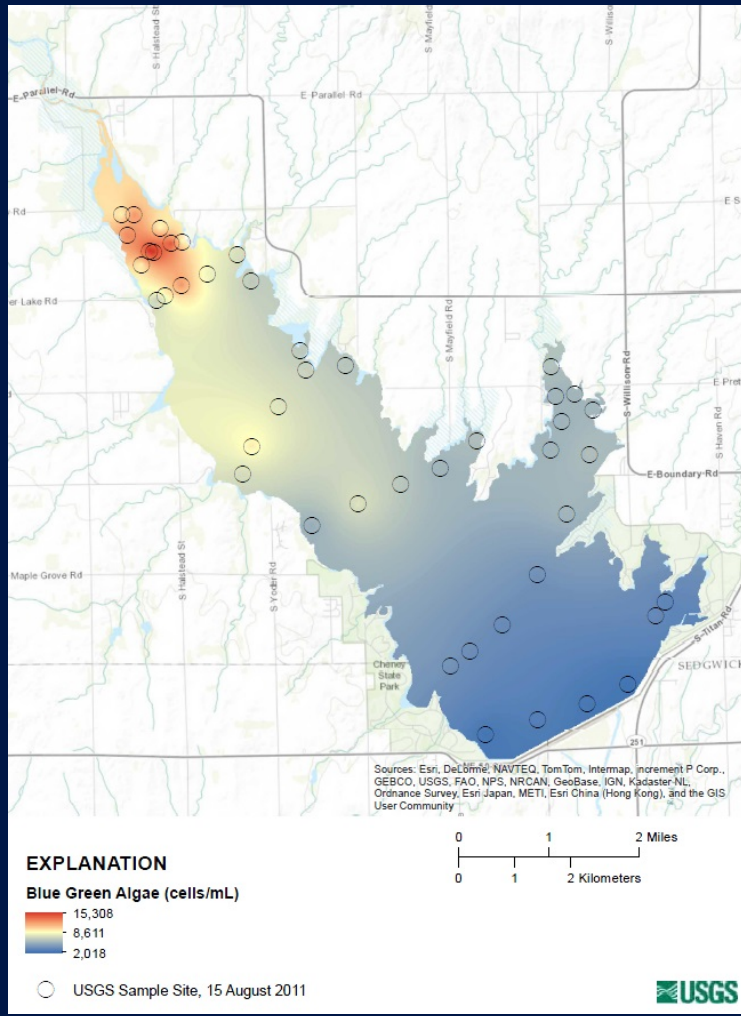 S Halstead St
S Mayfield Rd
S Willison
E Parallel Rd
E Parallel Rd
Rd
E S
er Lake Rd
S Mayfield Rd
S Willison Rd
E Pret
S Haven Rd
E Boundary Rd
Maple Grove Rd
S Halstead St
S Yoder Rd
S Titan Rd
Cheney
State
Park
SEDGWICK
251
Sources: Esri, DeLorme, NAVTEQ, TomTom, Intermap, increment P Corp.,
GEBCO, USGS, FAO, NPS, NRCAN, GeoBase, IGN, Kadaster NL,
Ordnance Survey, Esri Japan, METI, Esri China (Hong Kong), and the GIS
User Community
0 1 2 Miles
0 1 2 Kilometers
EXPLANATION
Blue Green Algae (cells/mL)
15,308
8,611
2,018
USGS Sample Site, 15 August 2011
USGS